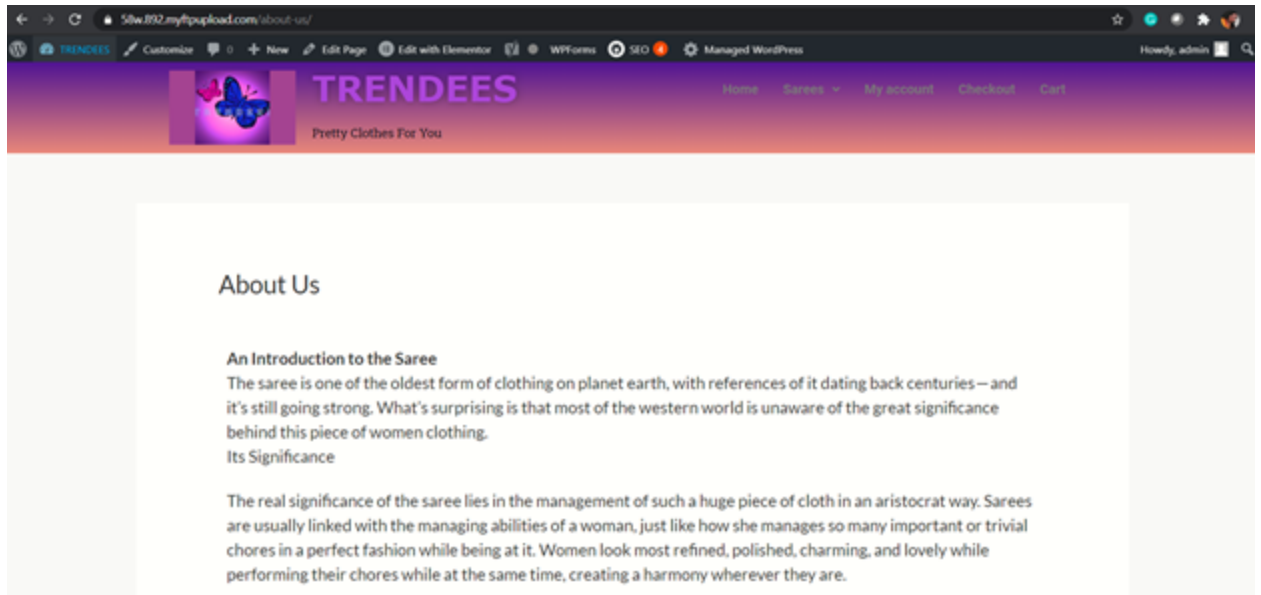 58w.892.myftpupload.com/about-us/
TRENDEES Customize 0 New Edit Page Edit with Elementor WPForms SEO 4 Managed WordPress Howdy, admin
TRENDEES
Home Sarees My account Checkout Cart
Pretty Clothes For You
About Us
An Introduction to the Saree
The saree is one of the oldest form of clothing on planet earth, with references of it dating back centuries—and
it's still going strong. What's surprising is that most of the western world is unaware of the great significance
behind this piece of women clothing.
Its Significance
The real significance of the saree lies in the management of such a huge piece of cloth in an aristocrat way. Sarees
are usually linked with the managing abilities of a woman, just like how she manages so many important or trivial
chores in a perfect fashion while being at it. Women look most refined, polished, charming, and lovely while
performing their chores while at the same time, creating a harmony wherever they are.